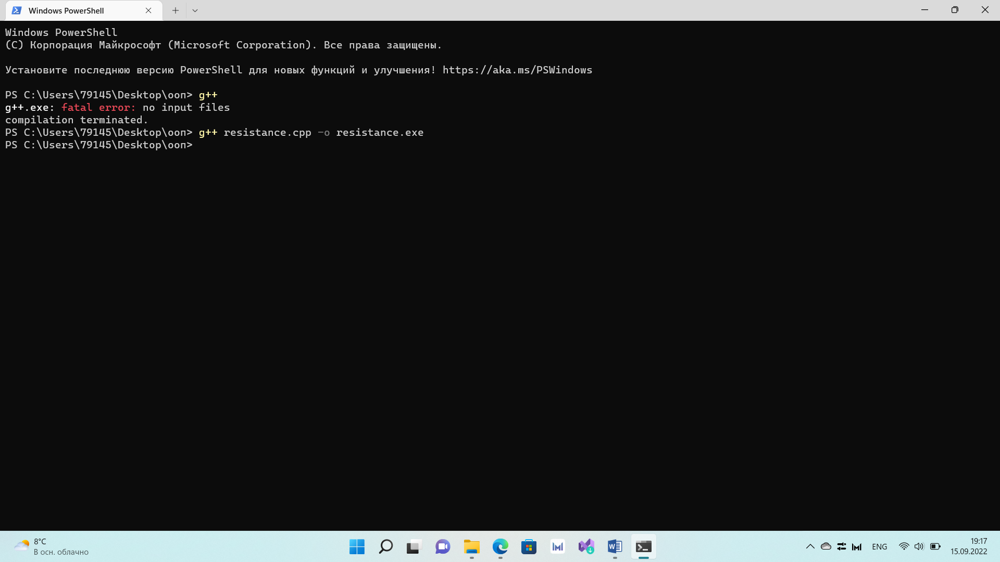 Windows PowerShell
Windows PowerShell
(C) Корпорация Майкрософт (Microsoft Corporation). Все права защищены.
Установите последнюю версию PowerShell для новых функций и улучшения! https://aka.ms/PSWindows
PS C:\Users\79145\Desktop\ооп> g++
g++.exe: fatal error: no input files
compilation terminated.
PS C:\Users\79145\Desktop\ооп> g++ resistance.cpp -o resistance.exe
PS C:\Users\79145\Desktop\ооп>
8°C
В осн. облачно
ENG
19:17
15.09.2022